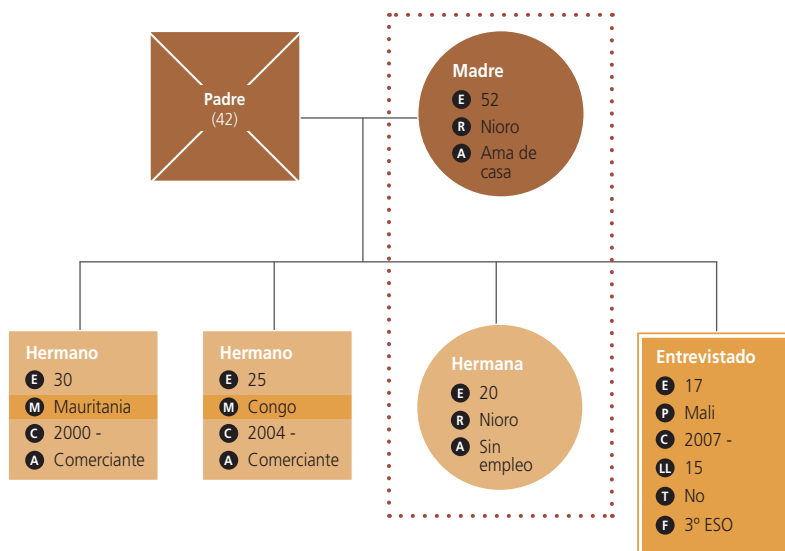 Padre
(42)
Madre
E 52
R Nioro
A Ama de
casa
Hermano
E 30
M Mauritania
C 2000 -
A Comerciante
Hermano
E 25
M Congo
C 2004 -
A Comerciante
Hermana
E 20
R Nioro
A Sin
empleo
Entrevistado
E 17
P Mali
C 2007 -
LL 15
T No
F 3º ESO